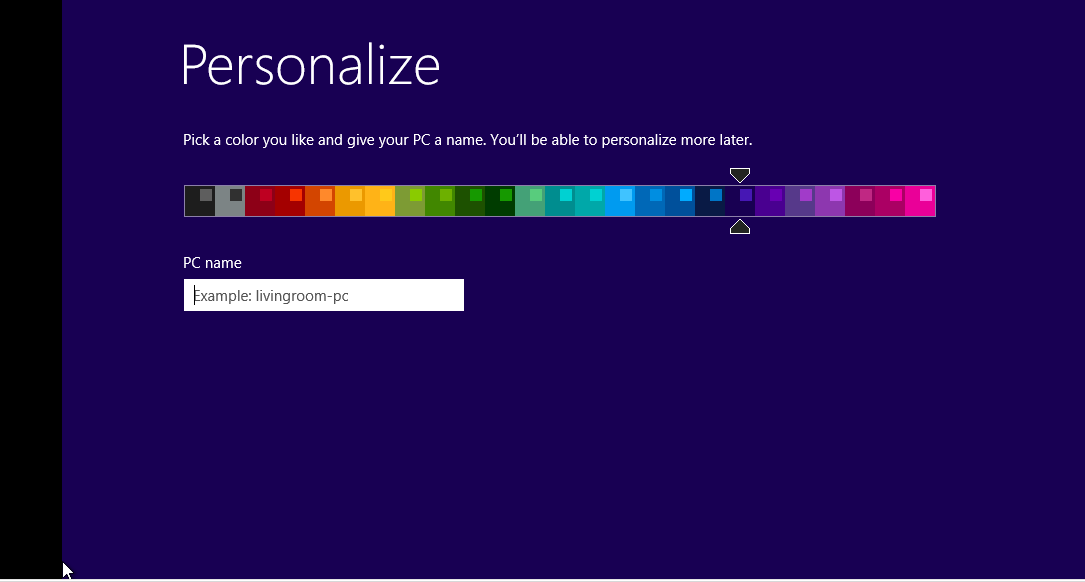 Personalize
Pick a color you like and give your PC a name. You’ll be able to personalize more later.
PC name
Example: livingroom-pc